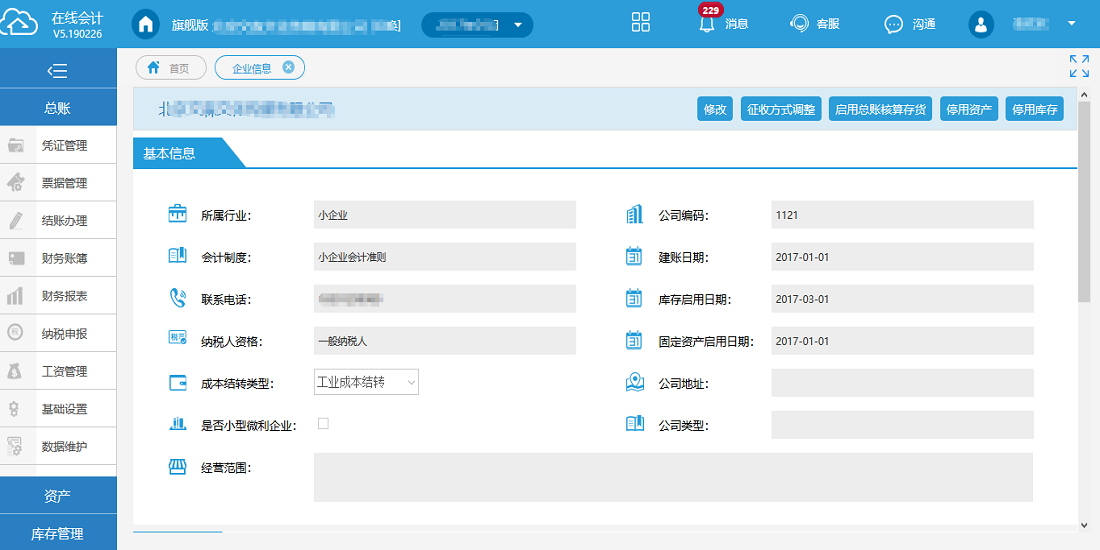 在线会计
V5.190226
旗舰版
换]
229
消息
客服
沟通
首页
企业信息
总账
北
修改
征收方式调整
启用总账核算存货
停用资产
停用库存
凭证管理
基本信息
票据管理
结账办理
所属行业：
小企业
公司编码：
1121
财务账簿
会计制度：
小企业会计准则
31
建账日期：
2017-01-01
财务报表
联系电话：
31
库存启用日期：
2017-03-01
纳税申报
纳税人资格：
一般纳税人
31
固定资产启用日期：
2017-01-01
工资管理
成本结转类型：
工业成本结转
公司地址：
基础设置
是否小型微利企业：
公司类型：
数据维护
经营范围：
资产
库存管理